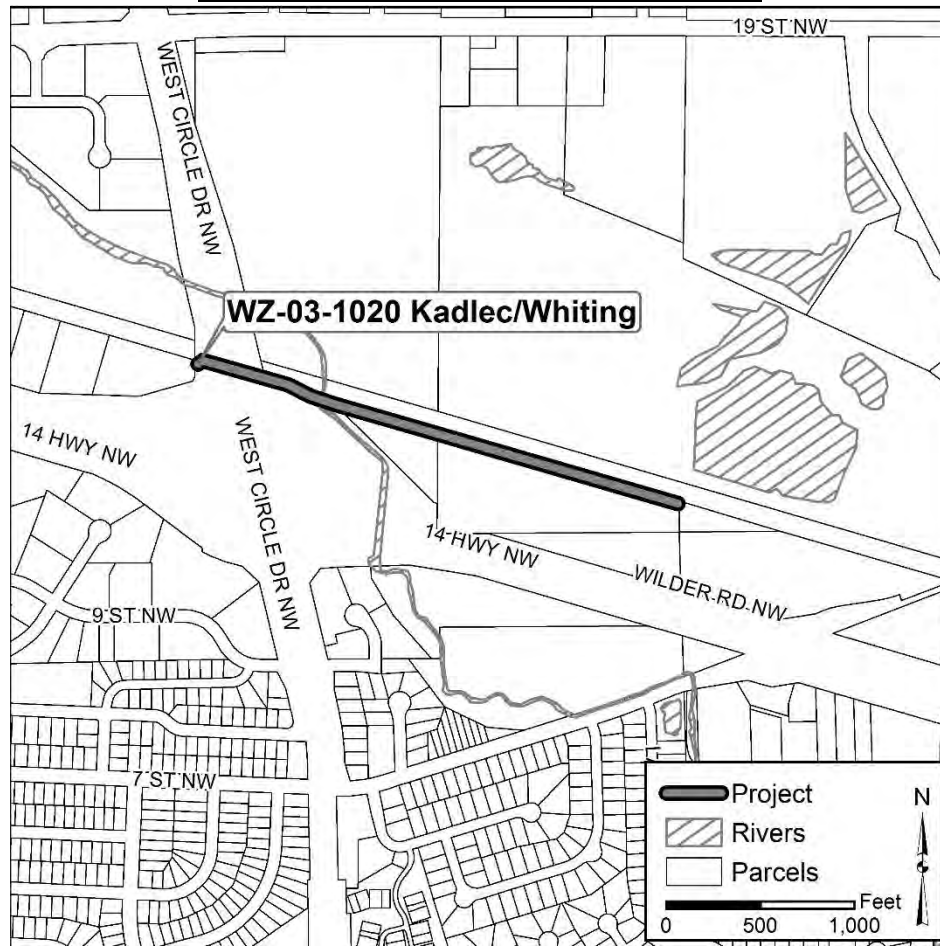 19 ST NW
WEST CIRCLE DR NW
WZ-03-1020 Kadlec/Whiting
14 HWY NW
WEST CIRCLE DR NW
14 HWY NW
WILDER RD NW
9 ST NW
7 ST NW
Project
N
Rivers
Parcels
Feet
0 500 1,000